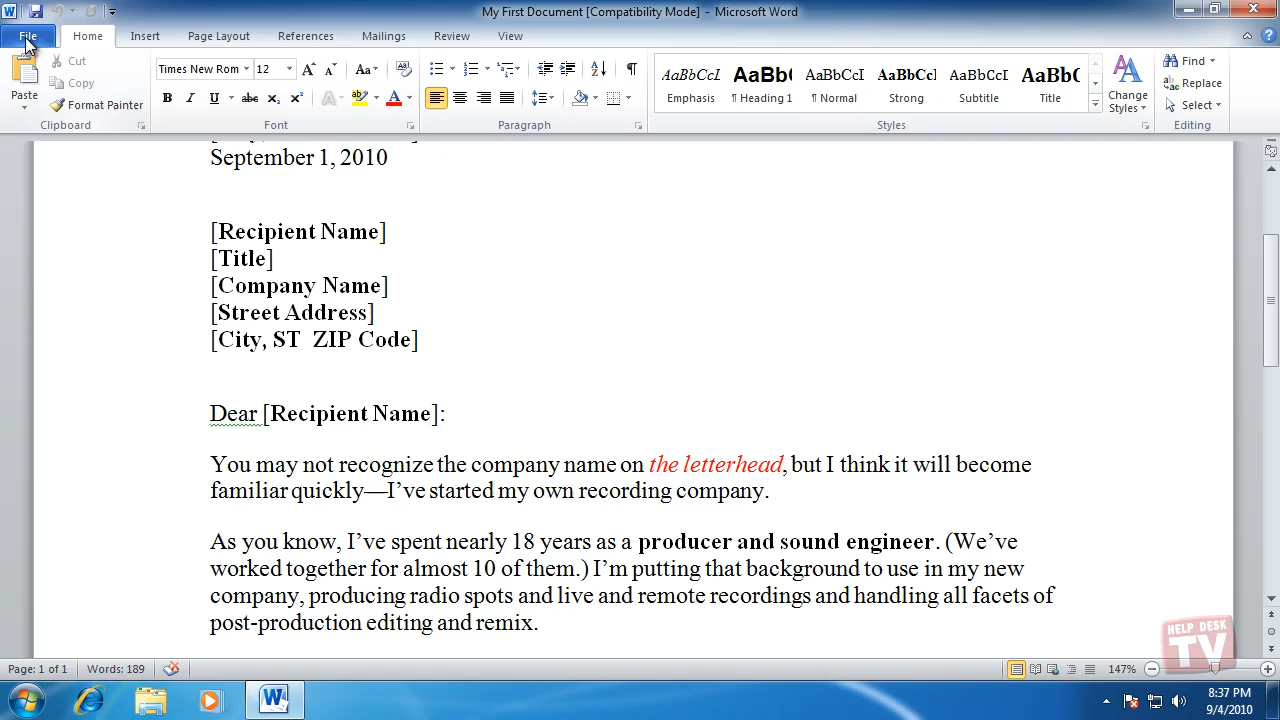 My First Document [Compatibility Mode] - Microsoft Word
File Home Insert Page Layout References Mailings Review View
Paste
Cut
Copy
Format Painter
Clipboard
Times New Rom 12 Aa
B I U abc x₂ x² A ab A
Font
Paragraph
AaBbCcI AaBb( AaBbCcI AaBbCc AaBbCcI AaBb(
Emphasis ¶ Heading 1 ¶ Normal Strong Subtitle Title
Styles
Change Styles
Find
Replace
Select
Editing
September 1, 2010
[Recipient Name]
[Title]
[Company Name]
[Street Address]
[City, ST  ZIP Code]
Dear [Recipient Name]:
You may not recognize the company name on the letterhead, but I think it will become
familiar quickly—I’ve started my own recording company.
As you know, I’ve spent nearly 18 years as a producer and sound engineer. (We’ve
worked together for almost 10 of them.) I’m putting that background to use in my new
company, producing radio spots and live and remote recordings and handling all facets of
post-production editing and remix.
HELP DESK
TV
Page: 1 of 1 Words: 189 147%
8:37 PM
9/4/2010